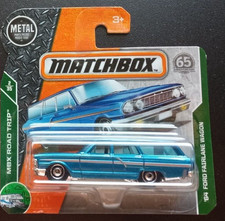 METAL
3+
MATCHBOX
65
MBX ROAD TRIP
'64 FORD FAIRLANE WAGON